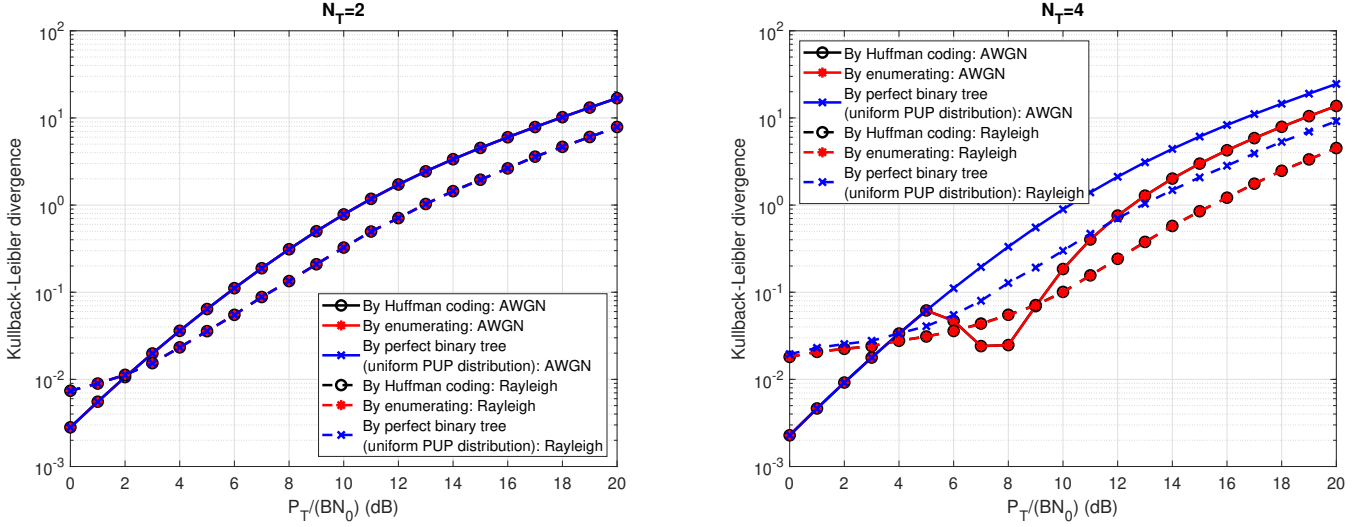 N_T=2
10^2
10^1
10^0
10^-1
10^-2
10^-3
Kullback-Leibler divergence
By Huffman coding: AWGN
By enumerating: AWGN
By perfect binary tree
(uniform PUP distribution): AWGN
By Huffman coding: Rayleigh
By enumerating: Rayleigh
By perfect binary tree
(uniform PUP distribution): Rayleigh
0 2 4 6 8 10 12 14 16 18 20
P_T/(BN_0) (dB)
N_T=4
10^2
10^1
10^0
10^-1
10^-2
10^-3
Kullback-Leibler divergence
By Huffman coding: AWGN
By enumerating: AWGN
By perfect binary tree
(uniform PUP distribution): AWGN
By Huffman coding: Rayleigh
By enumerating: Rayleigh
By perfect binary tree
(uniform PUP distribution): Rayleigh
0 2 4 6 8 10 12 14 16 18 20
P_T/(BN_0) (dB)